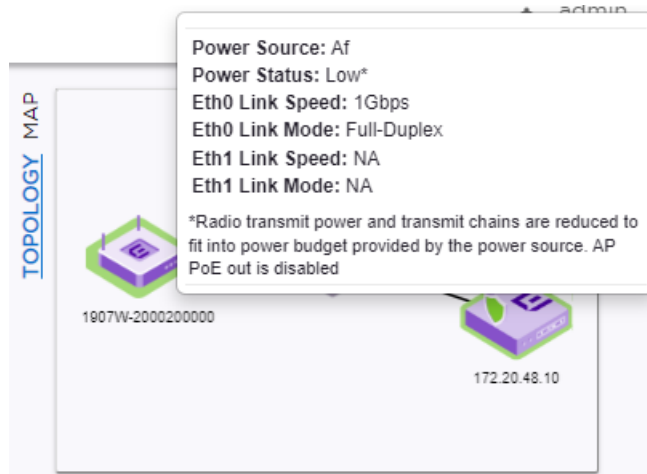 admin
Power Source: Af
Power Status: Low*
Eth0 Link Speed: 1Gbps
Eth0 Link Mode: Full-Duplex
Eth1 Link Speed: NA
Eth1 Link Mode: NA
*Radio transmit power and transmit chains are reduced to
fit into power budget provided by the power source. AP
PoE out is disabled
TOPOLOGY MAP
1907W-2000200000
172.20.48.10